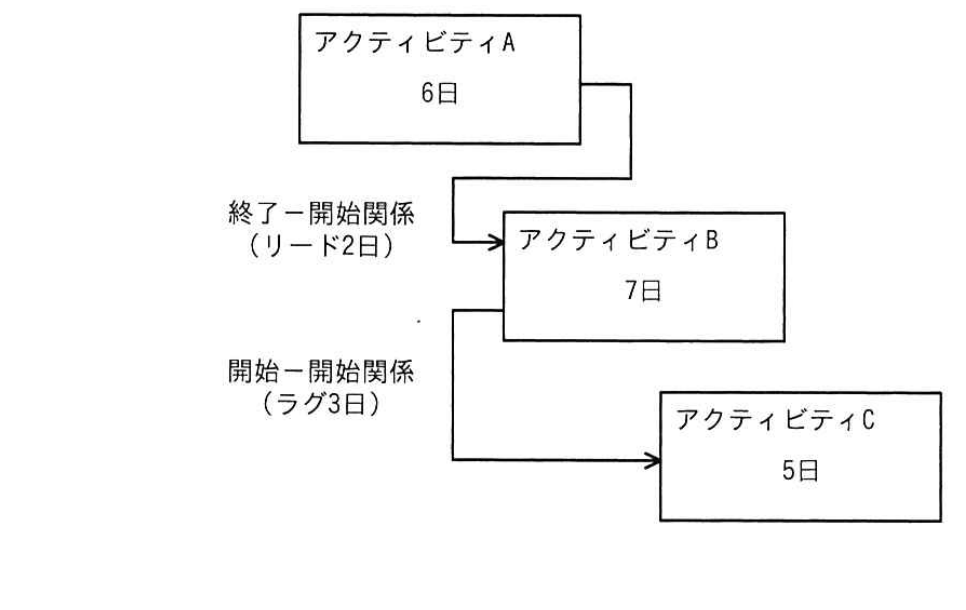 アクティビティA
6日
終了－開始関係
（リード2日）
アクティビティB
7日
開始－開始関係
（ラグ3日）
アクティビティC
5日